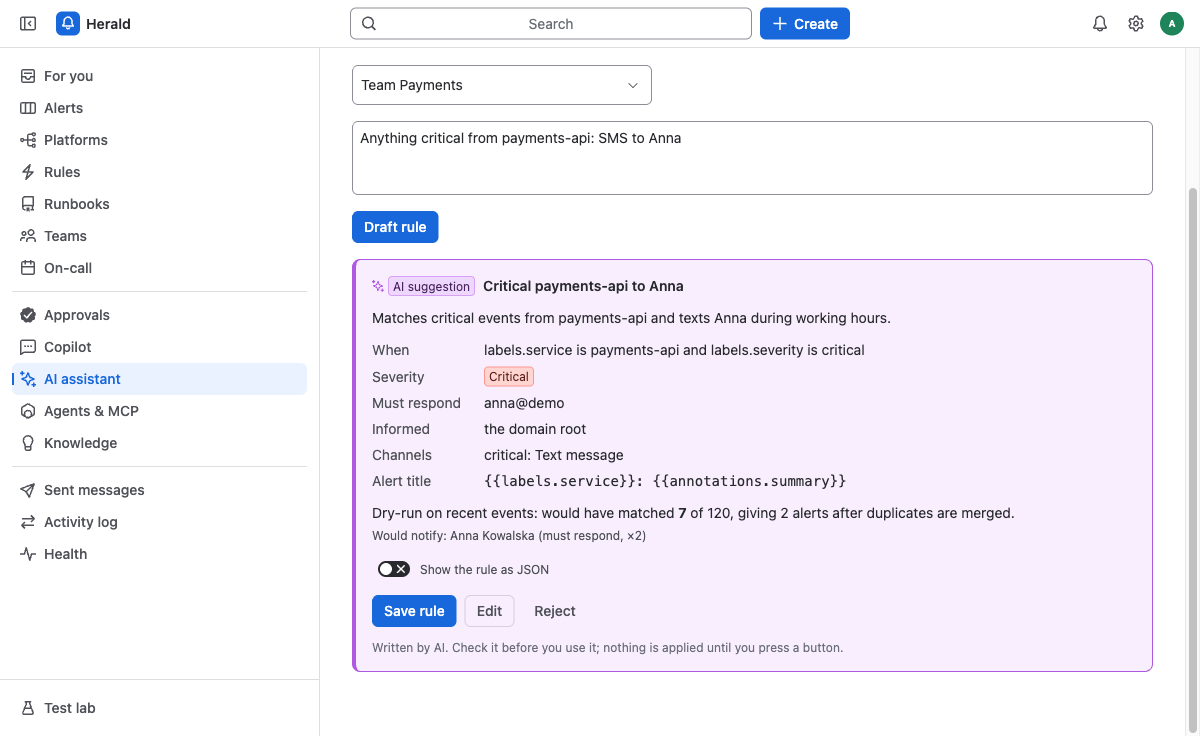 Herald
Search
Create
A
For you
Alerts
Platforms
Rules
Runbooks
Teams
On-call
Approvals
Copilot
AI assistant
Agents & MCP
Knowledge
Sent messages
Activity log
Health
Test lab
Team Payments
Anything critical from payments-api: SMS to Anna
Draft rule
AI suggestion Critical payments-api to Anna
Matches critical events from payments-api and texts Anna during working hours.
When labels.service is payments-api and labels.severity is critical
Severity Critical
Must respond anna@demo
Informed the domain root
Channels critical: Text message
Alert title {{labels.service}}: {{annotations.summary}}
Dry-run on recent events: would have matched 7 of 120, giving 2 alerts after duplicates are merged.
Would notify: Anna Kowalska (must respond, ×2)
Show the rule as JSON
Save rule Edit Reject
Written by AI. Check it before you use it; nothing is applied until you press a button.